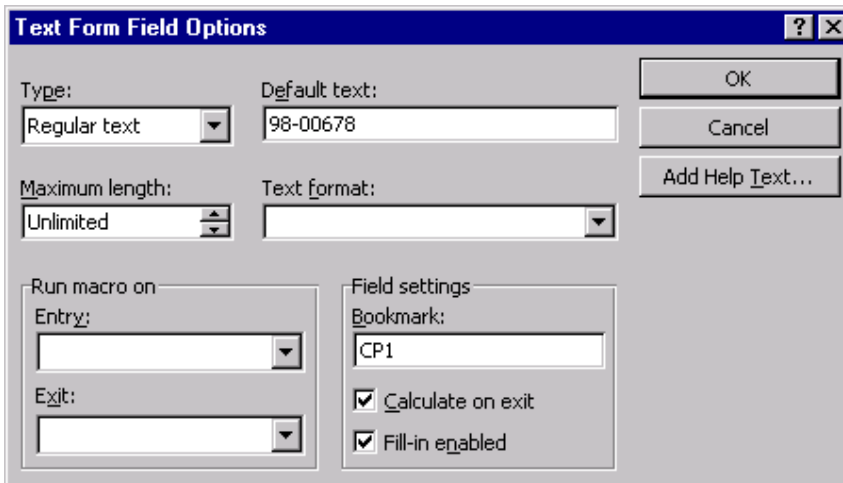 Text Form Field Options
Type:
Default text:
OK
Regular text
98-00678
Cancel
Maximum length:
Text format:
Add Help Text...
Unlimited
Run macro on
Entry:
Exit:
Field settings
Bookmark:
CP1
Calculate on exit
Fill-in enabled